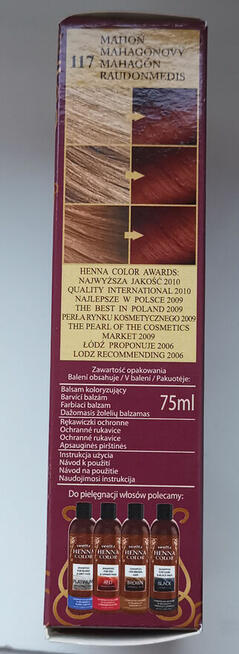 MAHOŃ
MAHAGONOVÝ
117 MAHAGÓN
RAUDONMEDIS
HENNA COLOR AWARDS:
NAJWYŻSZA JAKOŚĆ 2010
QUALITY INTERNATIONAL 2010
NAJLEPSZE W POLSCE 2009
THE BEST IN POLAND 2009
PERŁA RYNKU KOSMETYCZNEGO 2009
THE PEARL OF THE COSMETICS
MARKET 2009
ŁÓDŹ PROPONUJE 2006
LODZ RECOMMENDING 2006
Zawartość opakowania
Balení obsahuje / V balení / Pakuotėje:
Balsam koloryzujący
Barvící balzám
Farbiaci balzam
Dažomasis želelių balzamas
75ml
Rękawiczki ochronne
Ochranné rukavice
Ochranné rukavice
Apsauginės pirštinės
Instrukcja użycia
Návod k použití
Návod na použitie
Naudojimosi instrukcija
Do pielęgnacji włosów polecamy:
HENNA COLOR
PLATINUM
HENNA COLOR
RED
HENNA COLOR
BROWN
HENNA COLOR
BLACK